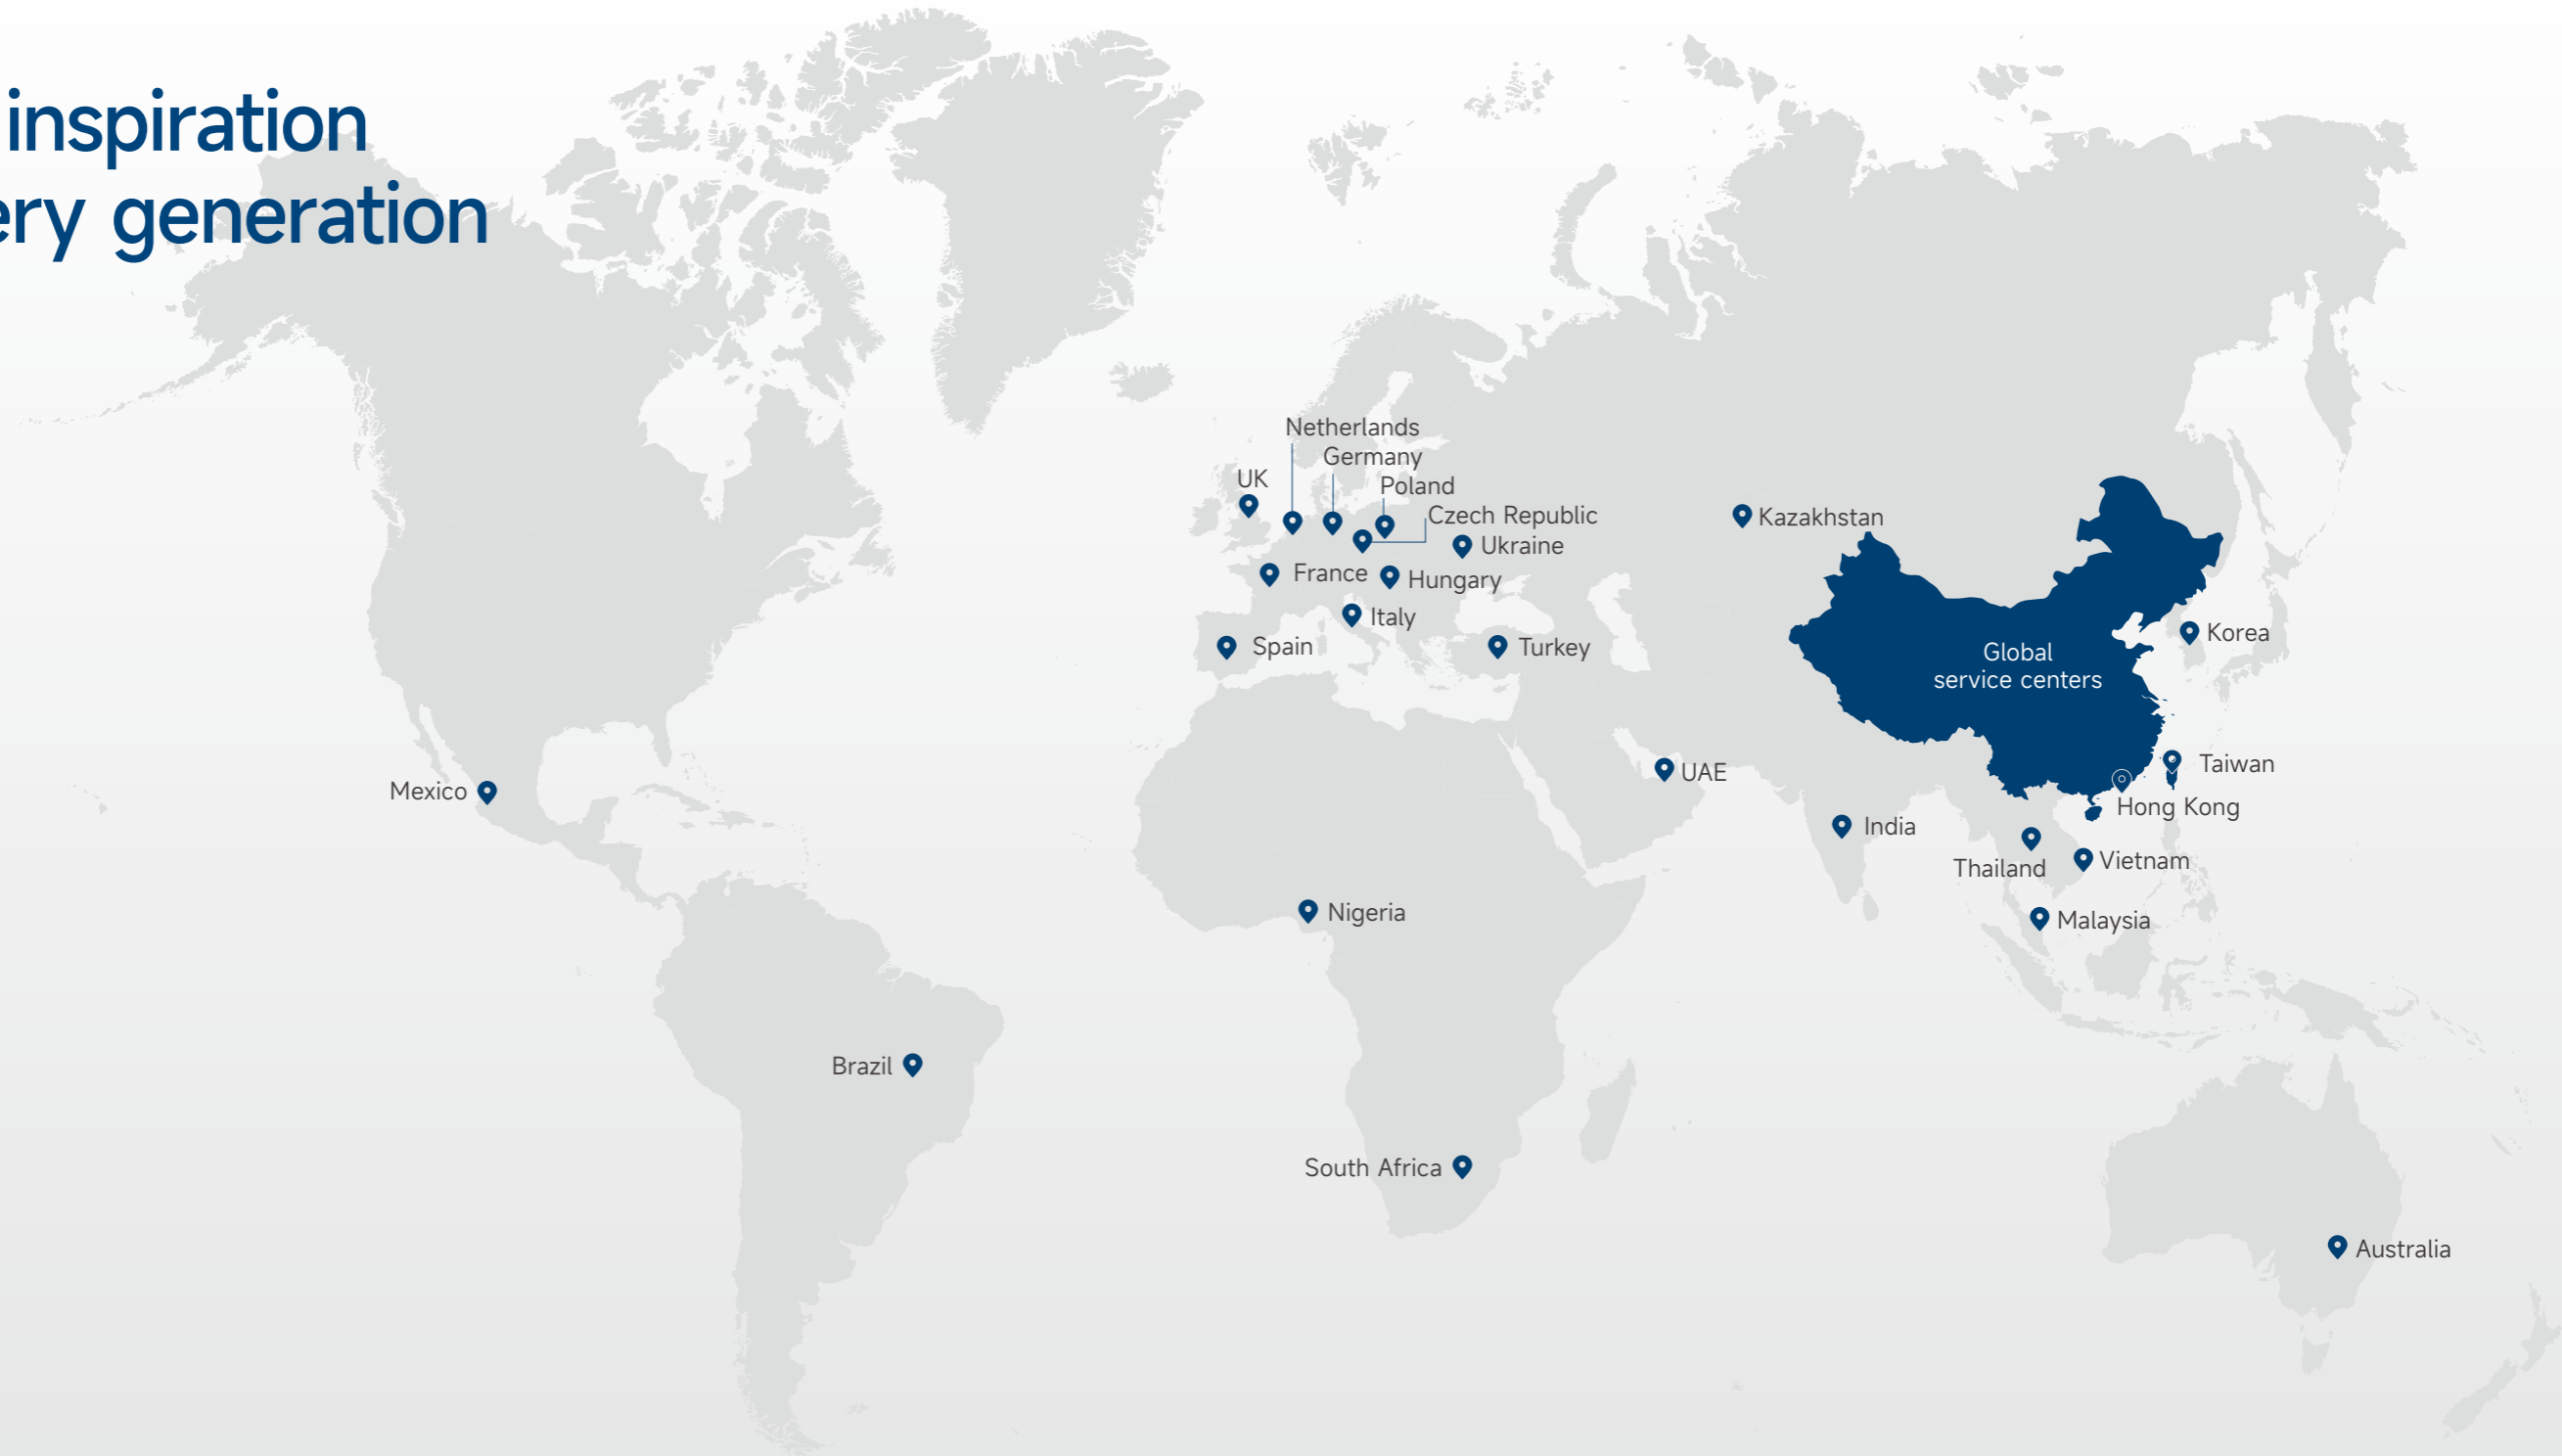 inspiration
ery generation
Netherlands
Germany
UK
Poland
Czech Republic
Kazakhstan
Ukraine
France
Hungary
Italy
Spain
Turkey
Korea
Global
service centers
Taiwan
UAE
Mexico
Hong Kong
India
Thailand
Vietnam
Nigeria
Malaysia
Brazil
South Africa
Australia